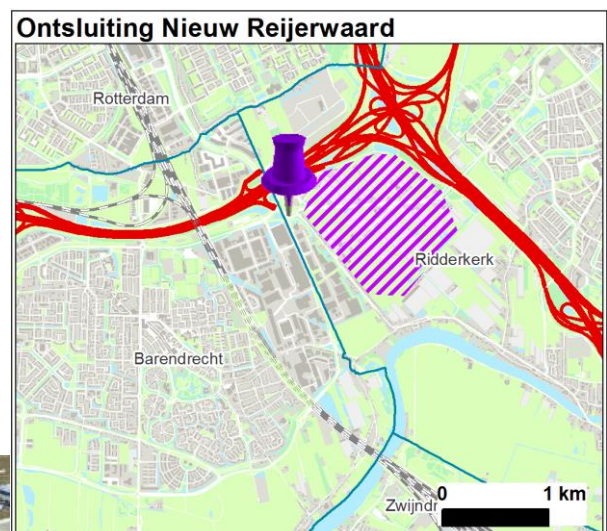 Ontsluiting Nieuw Reijerwaard
Rotterdam
Ridderkerk
Barendrecht
Zwijndr
0 1 km